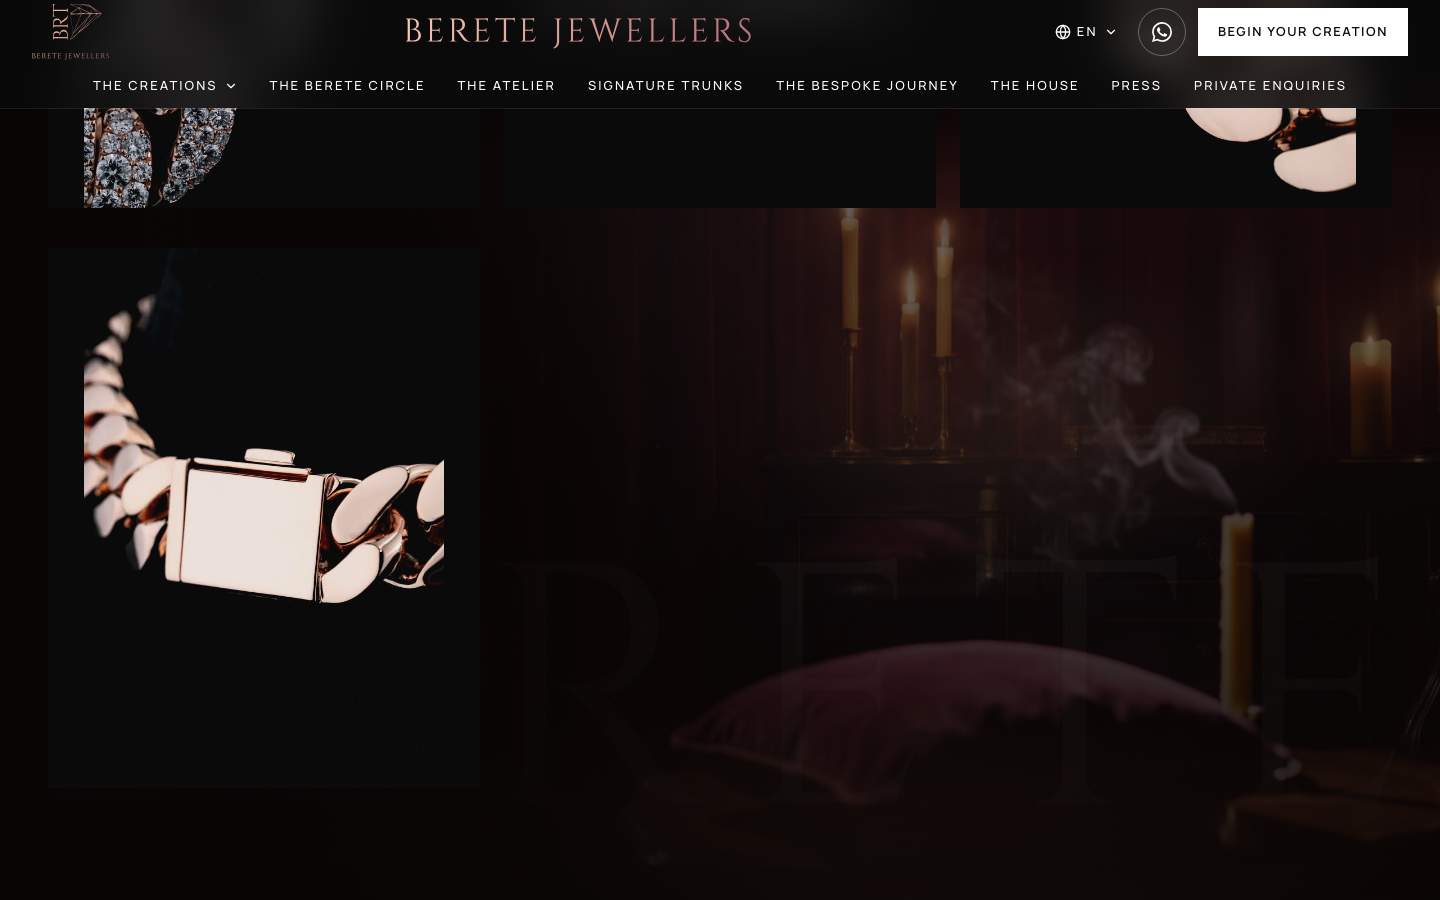 BRT
BERETE JEWELLERS
BERETE JEWELLERS
EN
BEGIN YOUR CREATION
THE CREATIONS
THE BERETE CIRCLE
THE ATELIER
SIGNATURE TRUNKS
THE BESPOKE JOURNEY
THE HOUSE
PRESS
PRIVATE ENQUIRIES
R E T E